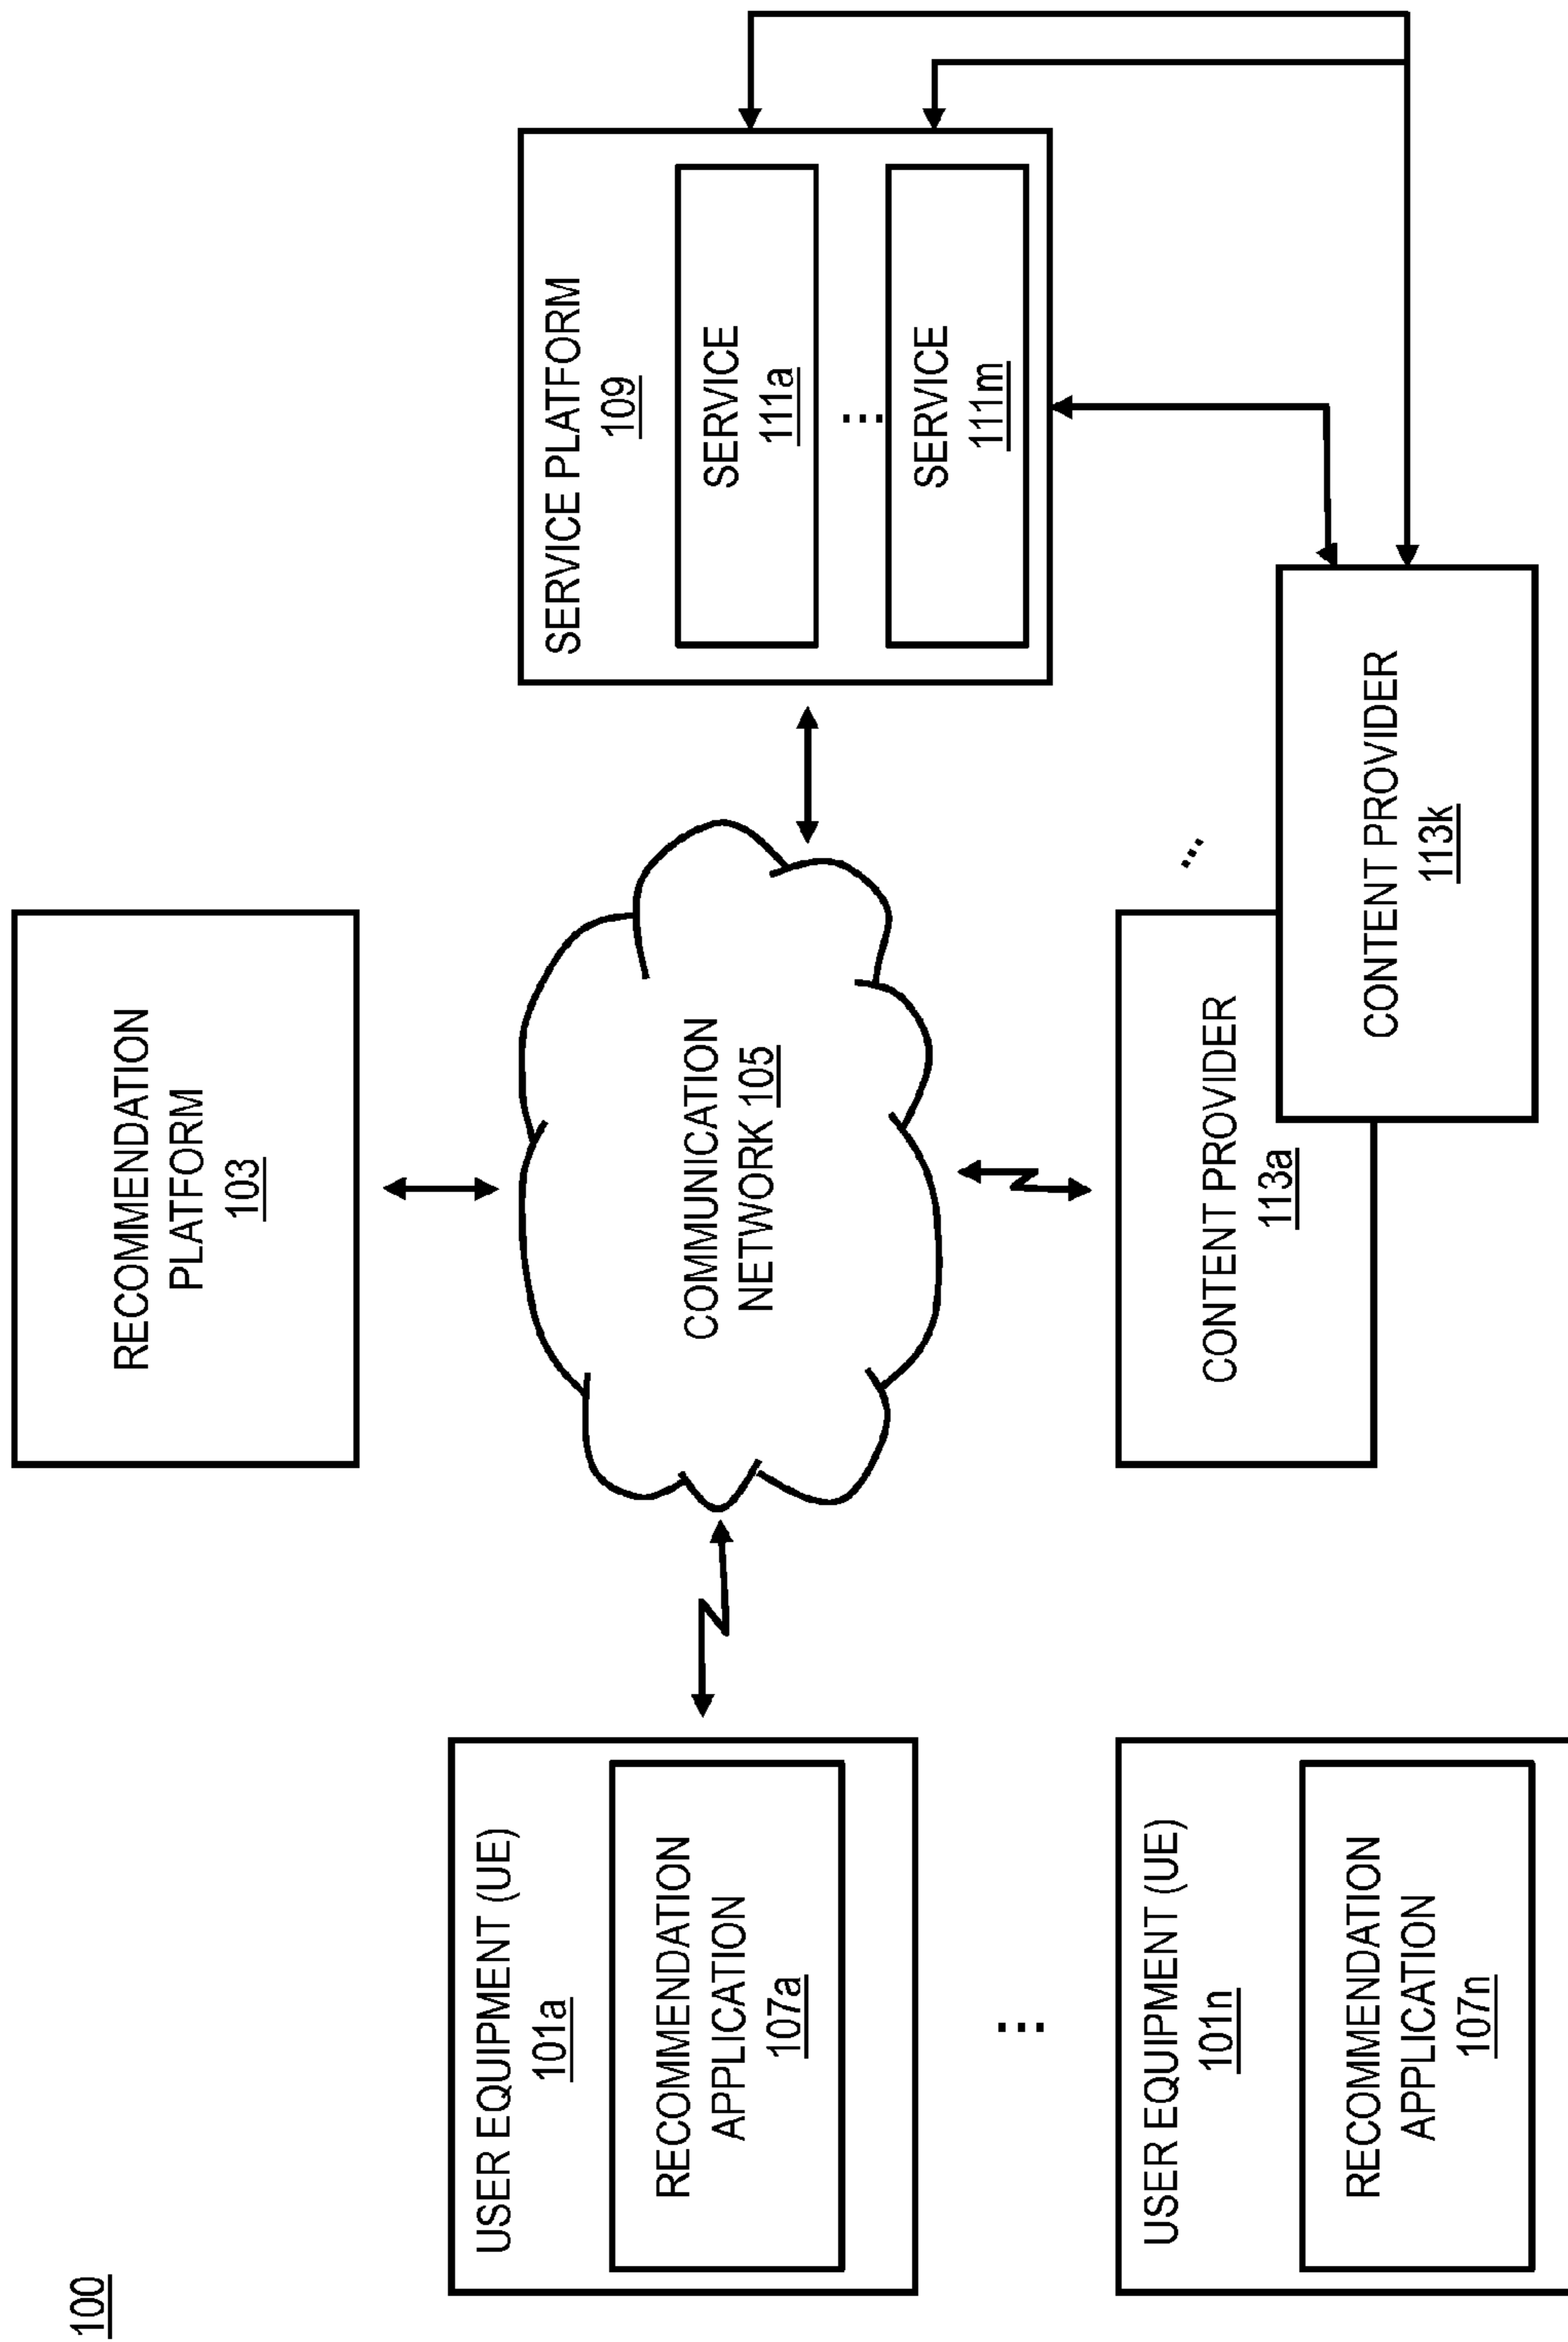 100
RECOMMENDATION
PLATFORM
103
USER EQUIPMENT (UE)
101a
RECOMMENDATION
APPLICATION
107a
...
USER EQUIPMENT (UE)
101n
RECOMMENDATION
APPLICATION
107n
COMMUNICATION
NETWORK 105
SERVICE PLATFORM
109
SERVICE
111a
...
SERVICE
111m
CONTENT PROVIDER
113a
...
CONTENT PROVIDER
113k